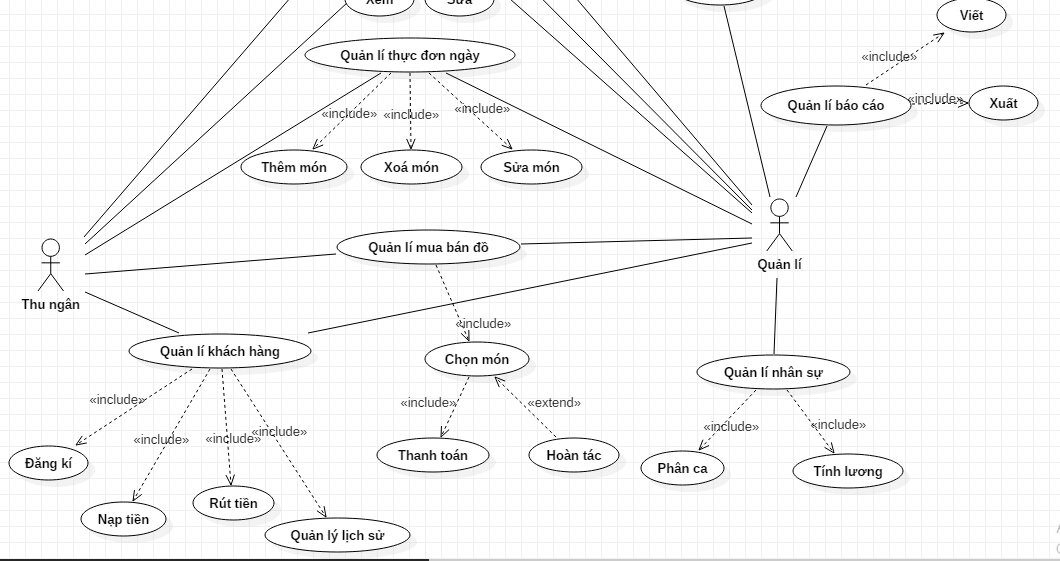 Xem
Sửa
Viết
Quản lí thực đơn ngày
«include»
Quản lí báo cáo
«include»
Xuất
«include»
«include»
«include»
Thêm món
Xoá món
Sửa món
Quản lí mua bán đồ
Quản lí
Thu ngân
«include»
Quản lí khách hàng
Chọn món
Quản lí nhân sự
«include»
«include»
«extend»
«include»
«include»
«include»
«include»
«include»
Đăng kí
Thanh toán
Hoàn tác
Phân ca
Tính lương
Nạp tiền
Rút tiền
Quản lý lịch sử